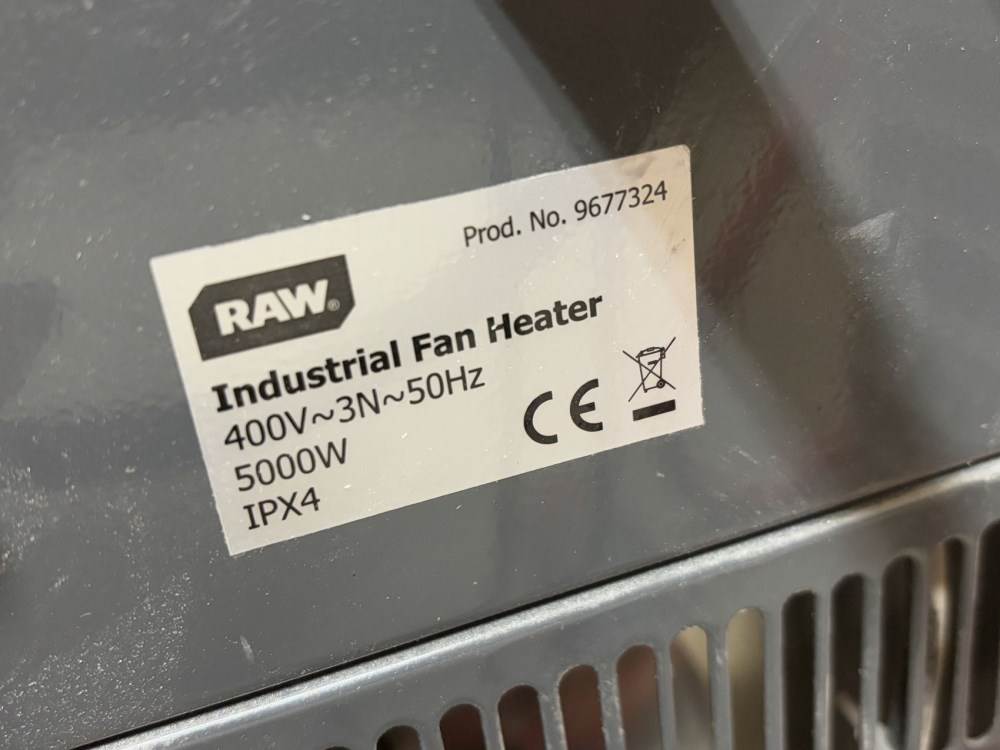 Prod. No. 9677324
RAW®
Industrial Fan Heater
400V~3N~50Hz
5000W
IPX4
CE